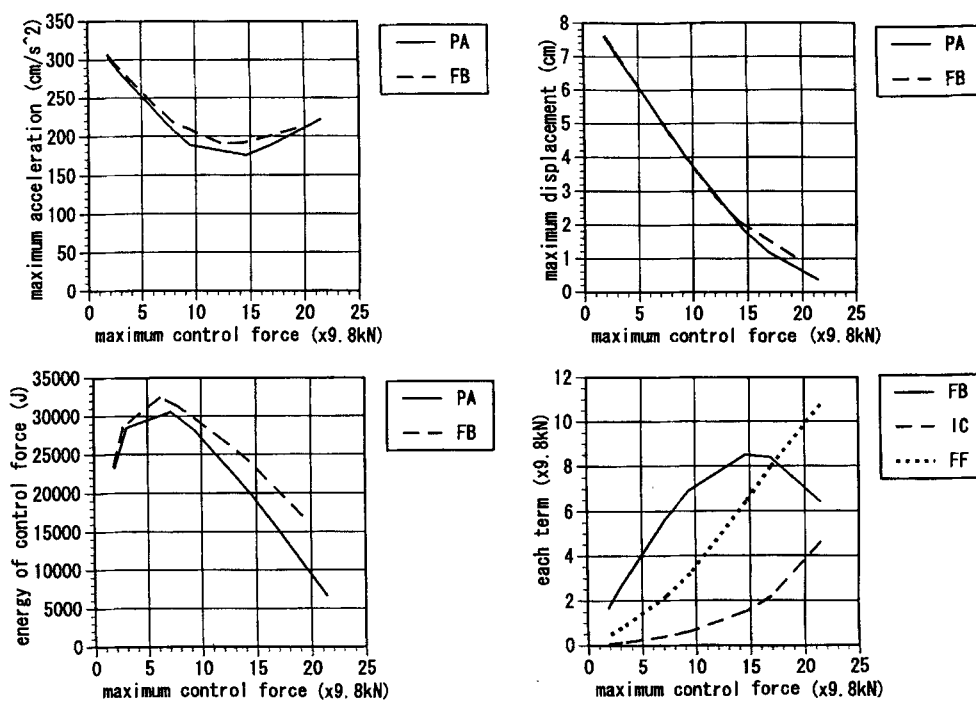 350
300
250
200
150
100
50
0
maximum acceleration (cm/s^2)
0 5 10 15 20 25
maximum control force (x9.8kN)
PA
FB
8
7
6
5
4
3
2
1
0
maximum displacement (cm)
0 5 10 15 20 25
maximum control force (x9.8kN)
PA
FB
35000
30000
25000
20000
15000
10000
5000
0
energy of control force (J)
0 5 10 15 20 25
maximum control force (x9.8kN)
PA
FB
12
10
8
6
4
2
0
each term (x9.8kN)
0 5 10 15 20 25
maximum control force (x9.8kN)
FB
IC
FF